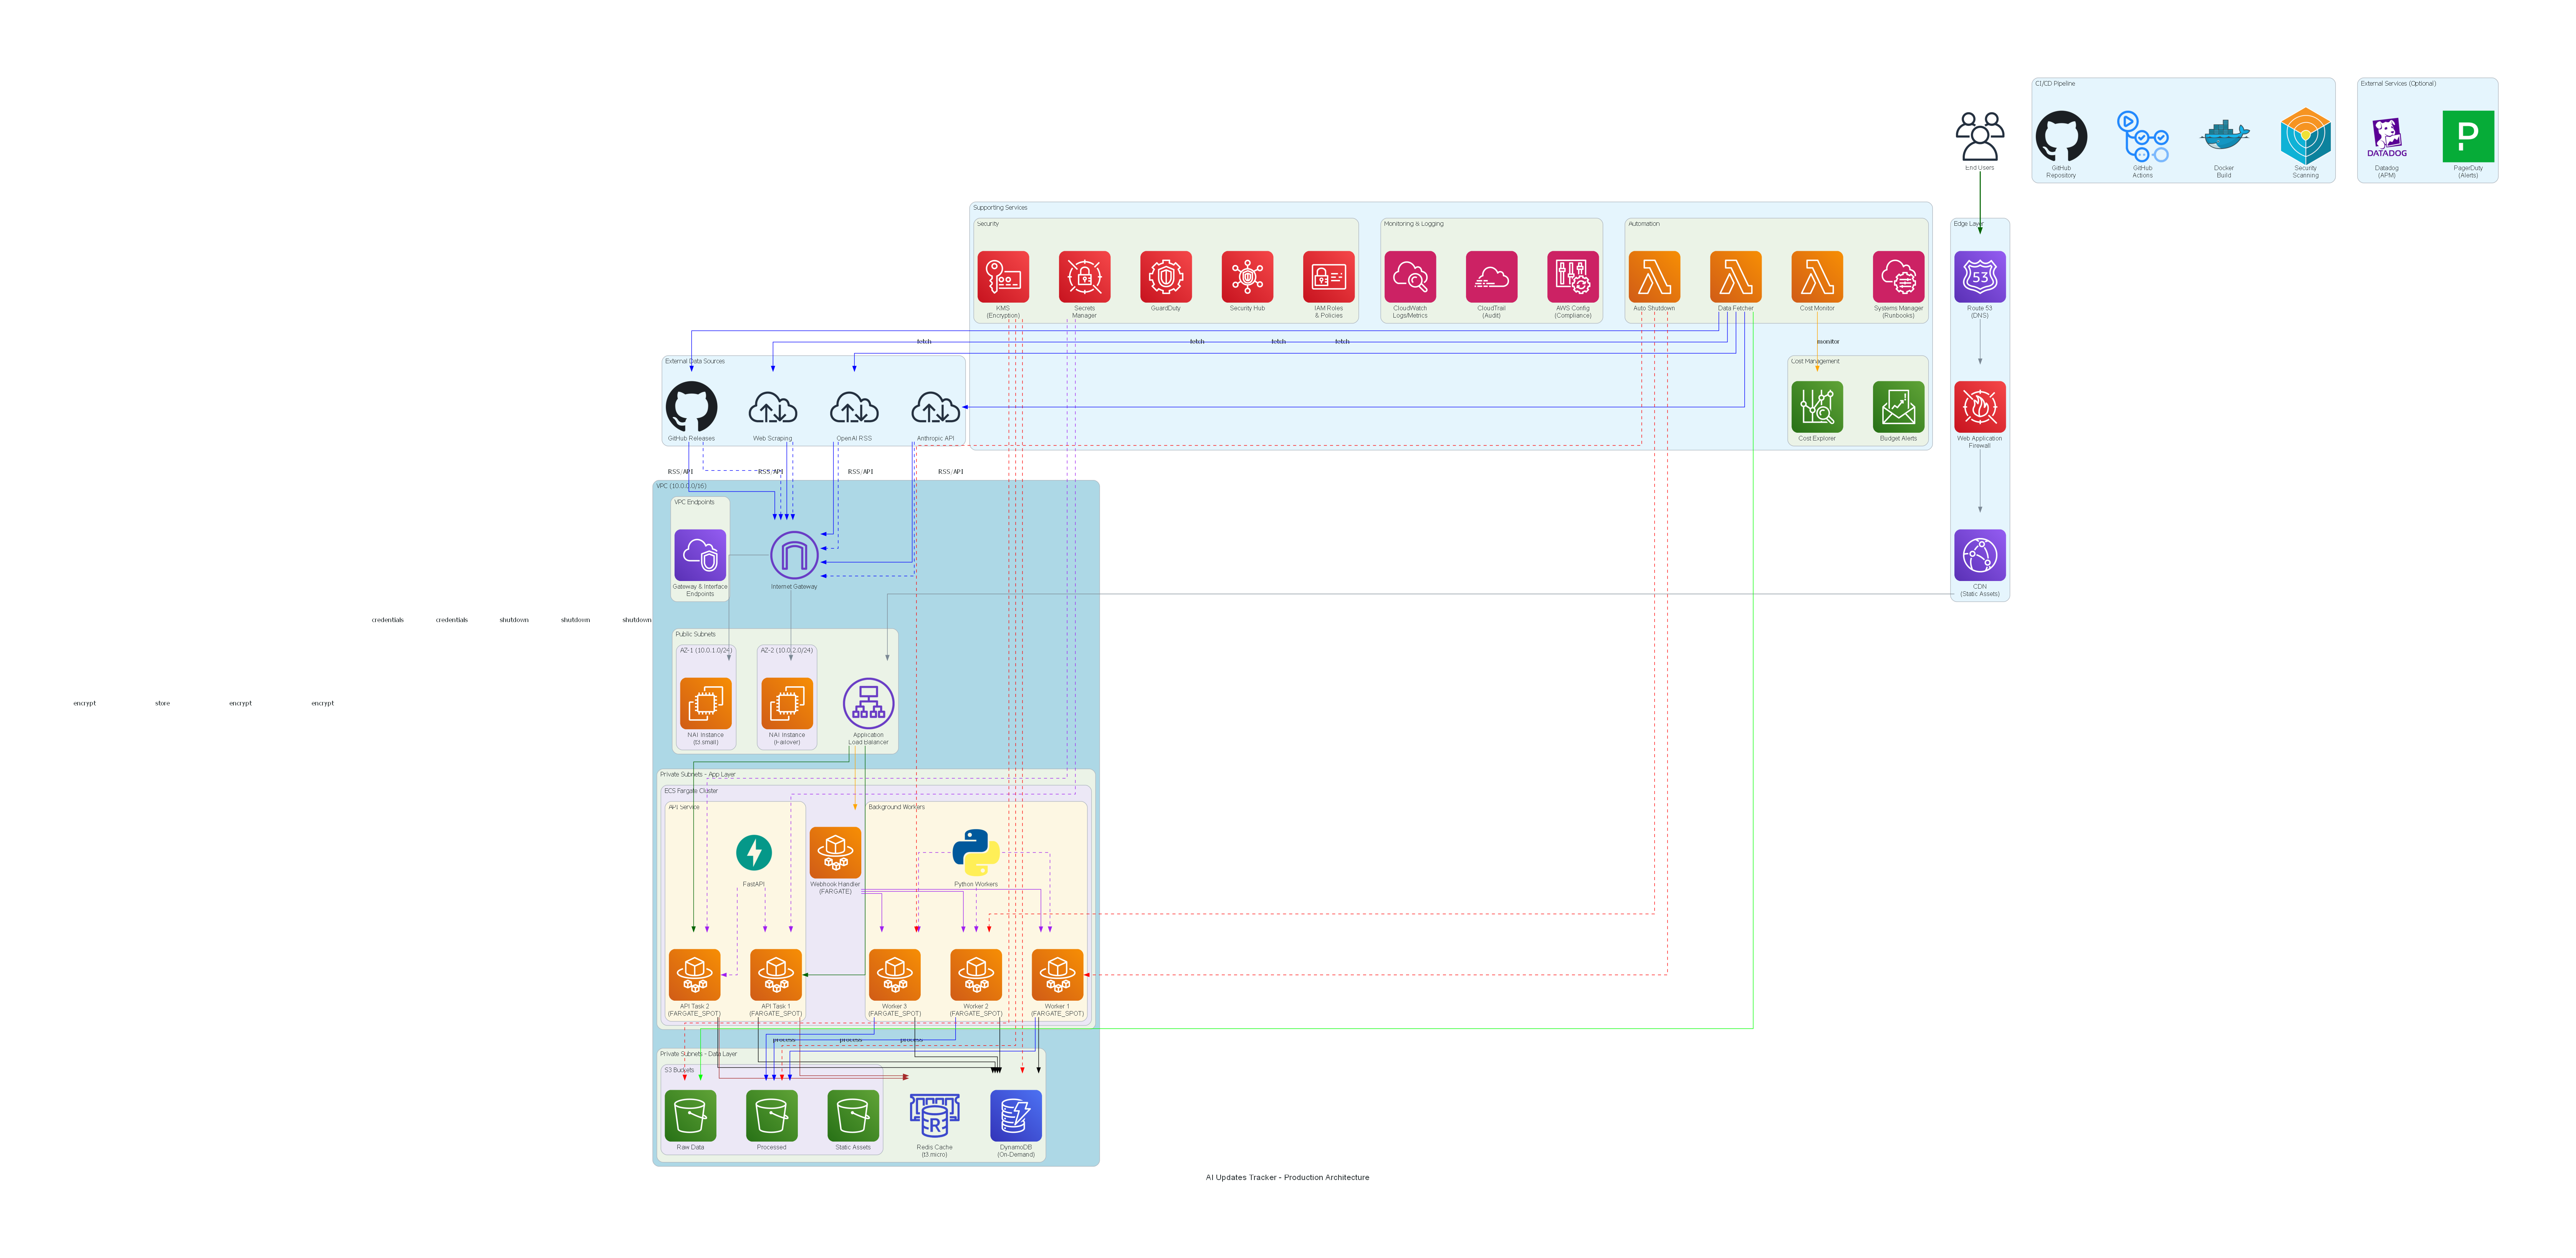 CI/CD Pipeline
External Services (Optional)
GitHub
Repository
GitHub
Actions
Docker
Build
Security
Scanning
DATADOG
Datadog
(APM)
P
PagerDuty
(Alerts)
End Users
Supporting Services
Security
Monitoring & Logging
Automation
Edge Layer
KMS
(Encryption)
Secrets
Manager
GuardDuty
Security Hub
IAM Roles
& Policies
CloudWatch
Logs/Metrics
CloudTrail
(Audit)
AWS Config
(Compliance)
Auto Shutdown
Data Fetcher
Cost Monitor
Systems Manager
(Runbooks)
53
Route 53
(DNS)
fetch
fetch
fetch
fetch
monitor
External Data Sources
Cost Management
GitHub Releases
Web Scraping
OpenAI RSS
Anthropic API
Cost Explorer
Budget Alerts
Web Application
Firewall
RSS/API
RSS/API
RSS/API
RSS/API
VPC (10.0.0.0/16)
VPC Endpoints
Gateway & Interface
Endpoints
Internet Gateway
CDN
(Static Assets)
credentials
credentials
shutdown
shutdown
shutdown
Public Subnets
AZ-1 (10.0.1.0/24)
AZ-2 (10.0.2.0/24)
encrypt
store
encrypt
encrypt
NAT Instance
(t3.small)
NAT Instance
(Failover)
Application
Load Balancer
Private Subnets - App Layer
ECS Fargate Cluster
API Service
Background Workers
FastAPI
Webhook Handler
(FARGATE)
Python Workers
API Task 2
(FARGATE_SPOT)
API Task 1
(FARGATE_SPOT)
Worker 3
(FARGATE_SPOT)
Worker 2
(FARGATE_SPOT)
Worker 1
(FARGATE_SPOT)
process
process
process
Private Subnets - Data Layer
S3 Buckets
Raw Data
Processed
Static Assets
R
Redis Cache
(t3.micro)
DynamoDB
(On-Demand)
AI Updates Tracker - Production Architecture